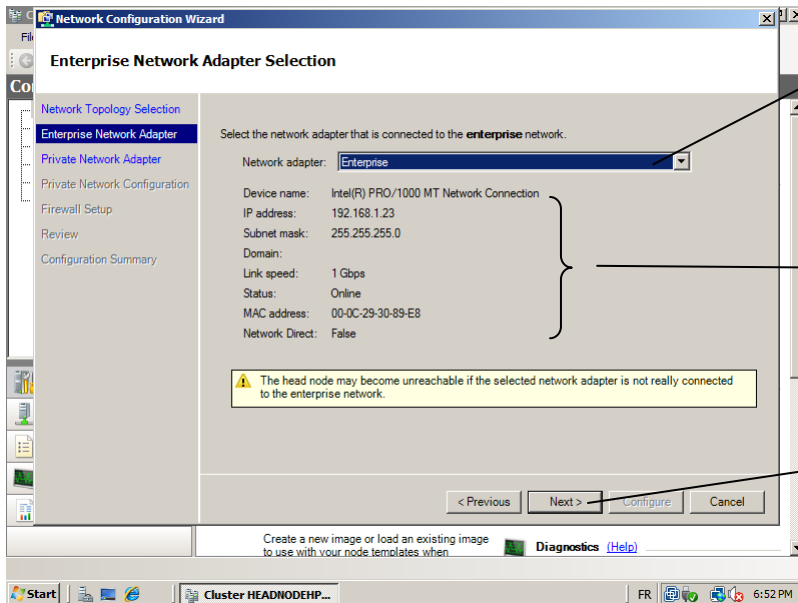 Network Configuration Wizard
Enterprise Network Adapter Selection
Network Topology Selection
Enterprise Network Adapter
Private Network Adapter
Private Network Configuration
Firewall Setup
Review
Configuration Summary
Select the network adapter that is connected to the enterprise network.
Network adapter: Enterprise
Device name: Intel(R) PRO/1000 MT Network Connection
IP address: 192.168.1.23
Subnet mask: 255.255.255.0
Domain:
Link speed: 1 Gbps
Status: Online
MAC address: 00-0C-29-30-89-E8
Network Direct: False
The head node may become unreachable if the selected network adapter is not really connected
to the enterprise network.
< Previous Next > Configure Cancel
Create a new image or load an existing image
to use with your node templates when
Diagnostics (Help)
Start Cluster HEADNODEHP... FR 6:52 PM